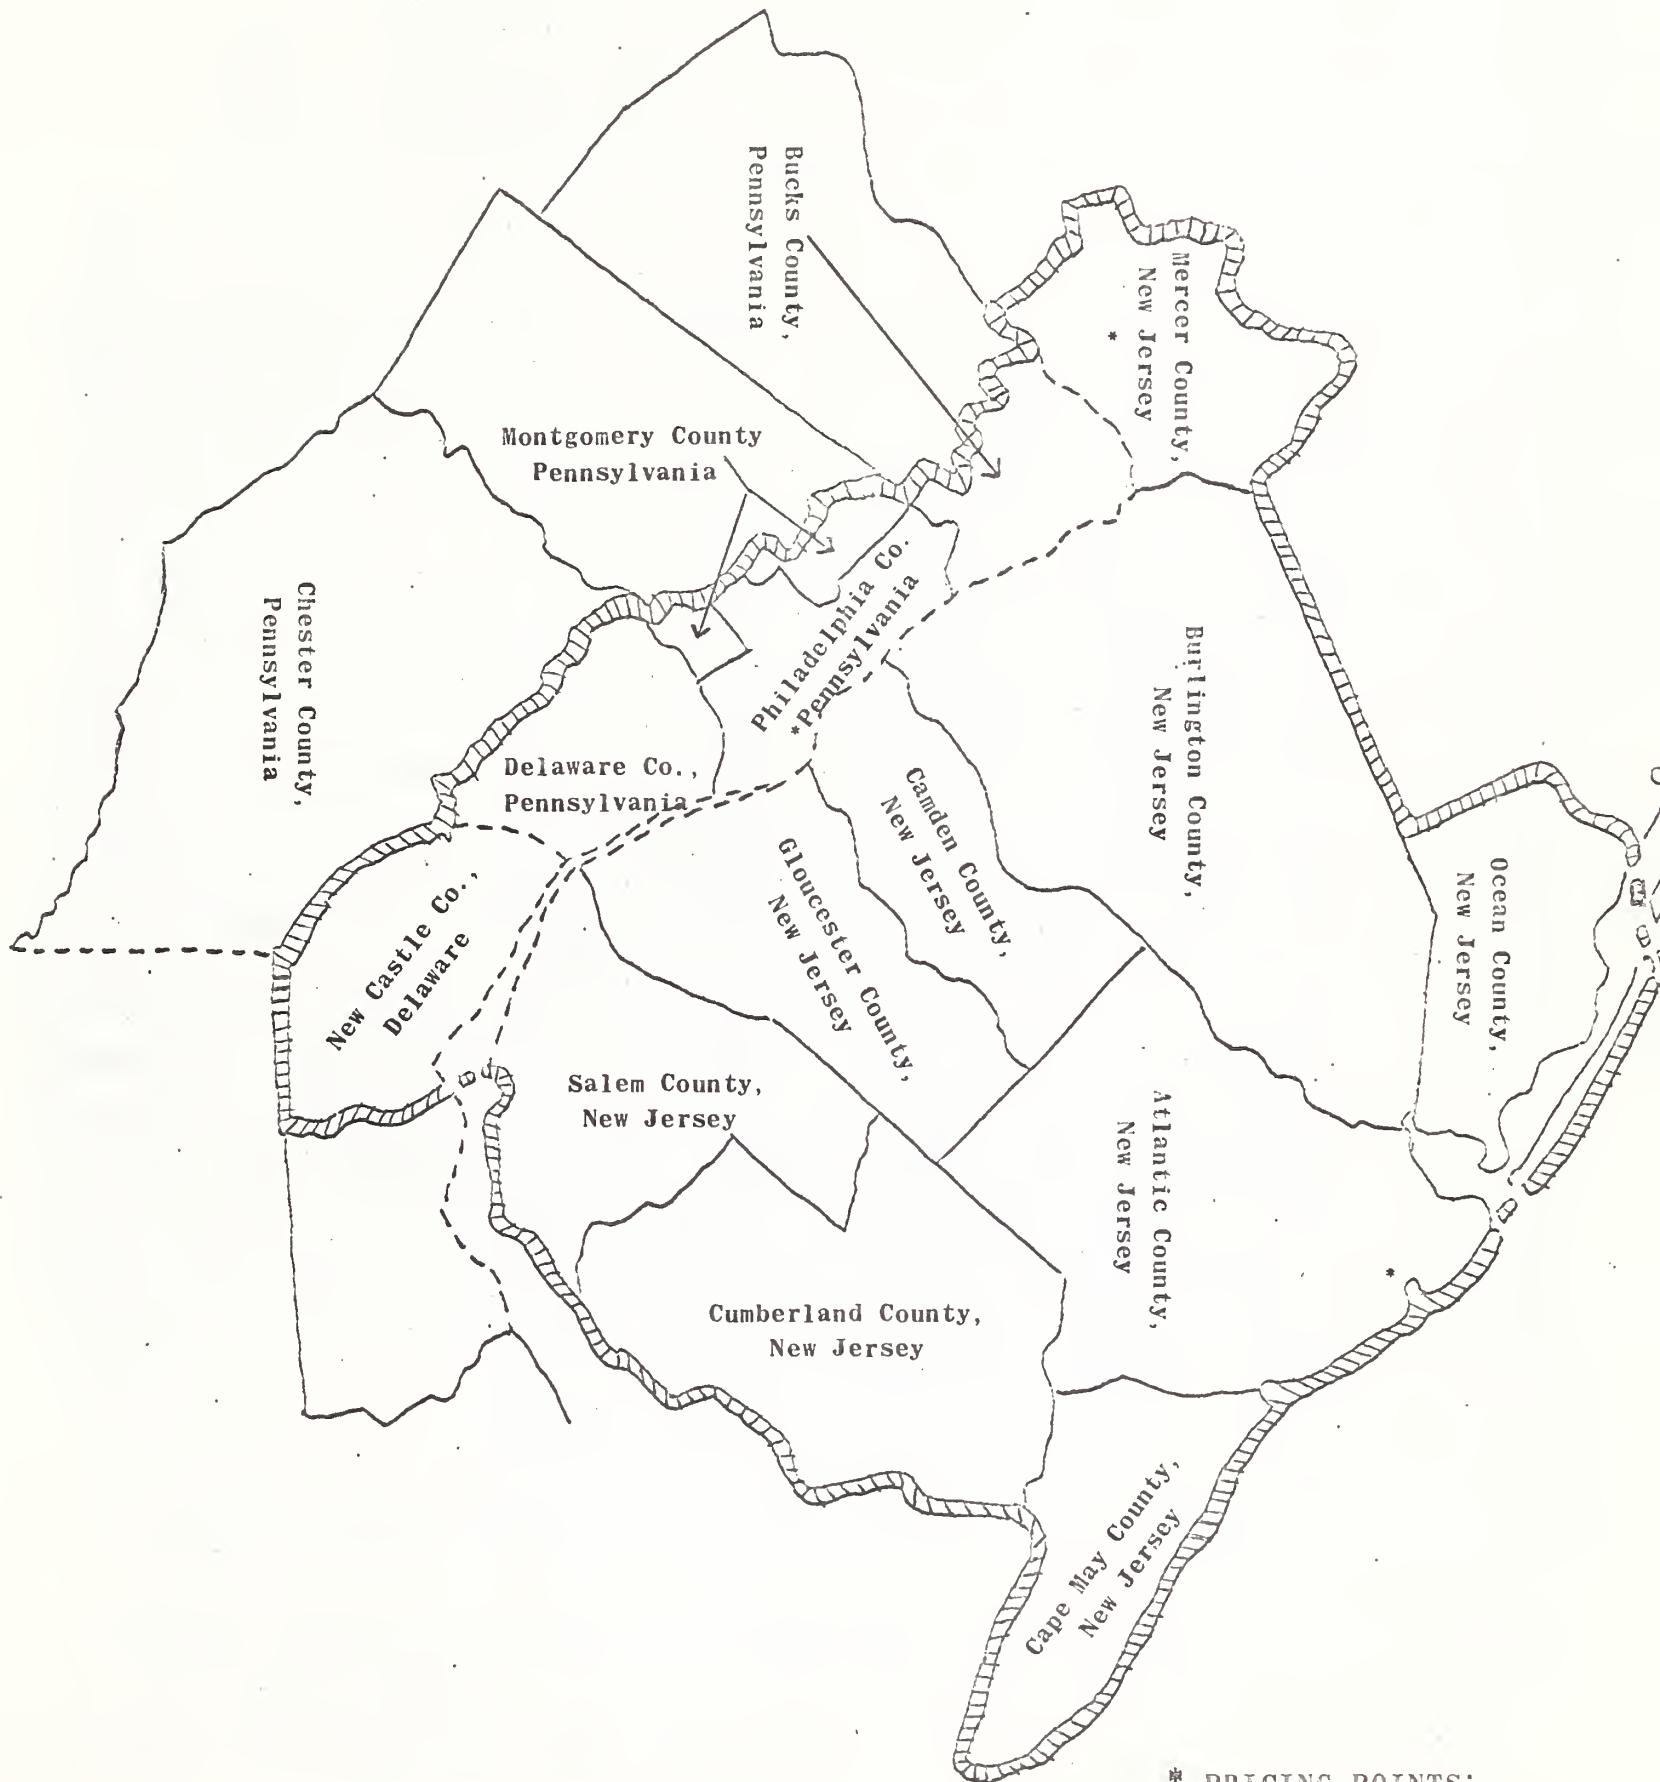 Bucks County,
Pennsylvania
Mercer County,
New Jersey
*
Montgomery County
Pennsylvania
Philadelphia Co.
*Pennsylvania
Chester County,
Pennsylvania
Burlington County,
New Jersey
Delaware Co.,
Pennsylvania
Camden County,
New Jersey
Gloucester County,
New Jersey
Ocean County,
New Jersey
New Castle Co.,
Delaware
Salem County,
New Jersey
Atlantic County,
New Jersey
*
Cumberland County,
New Jersey
Cape May County,
New Jersey
* PRICING POINTS: